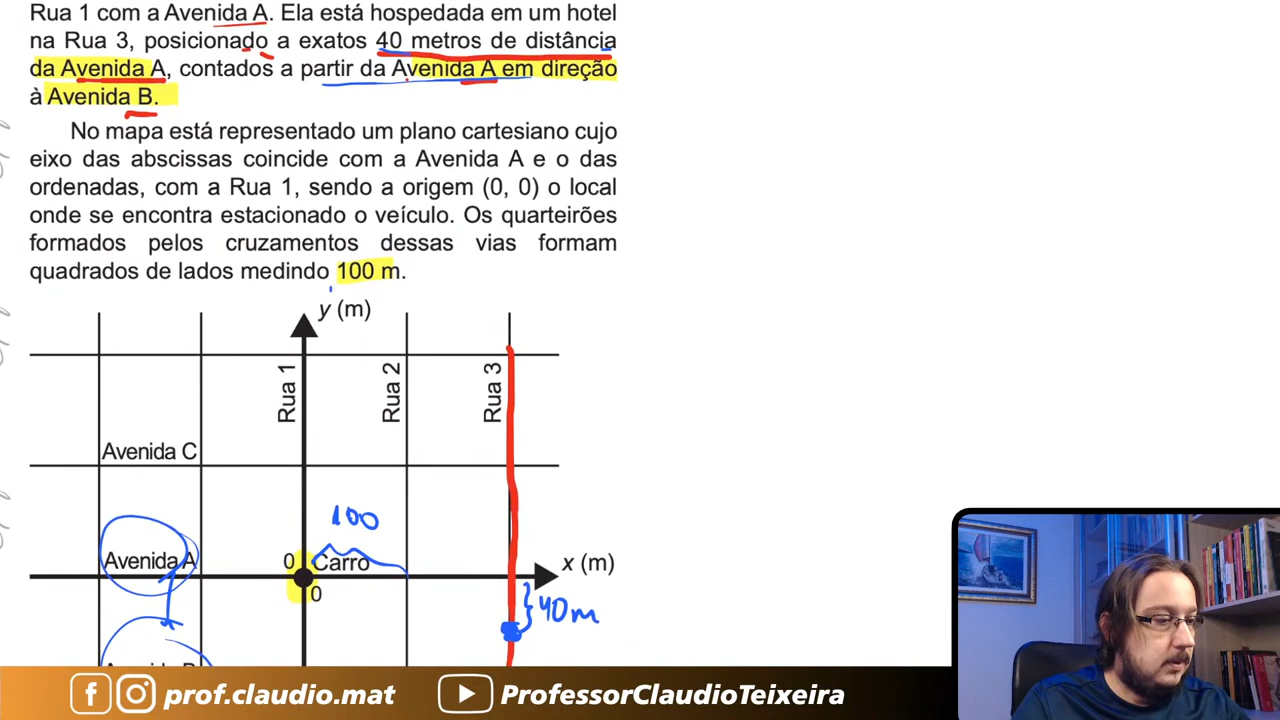 Rua 1 com a Avenida A. Ela está hospedada em um hotel
na Rua 3, posicionado a exatos 40 metros de distância
da Avenida A, contados a partir da Avenida A em direção
à Avenida B.
No mapa está representado um plano cartesiano cujo
eixo das abscissas coincide com a Avenida A e o das
ordenadas, com a Rua 1, sendo a origem (0, 0) o local
onde se encontra estacionado o veículo. Os quarteirões
formados pelos cruzamentos dessas vias formam
quadrados de lados medindo 100 m.
y (m)
Rua 1
Rua 2
Rua 3
Avenida C
100
Avenida A
0
Carro
x (m)
0
40m
prof.claudio.mat
ProfessorClaudioTeixeira